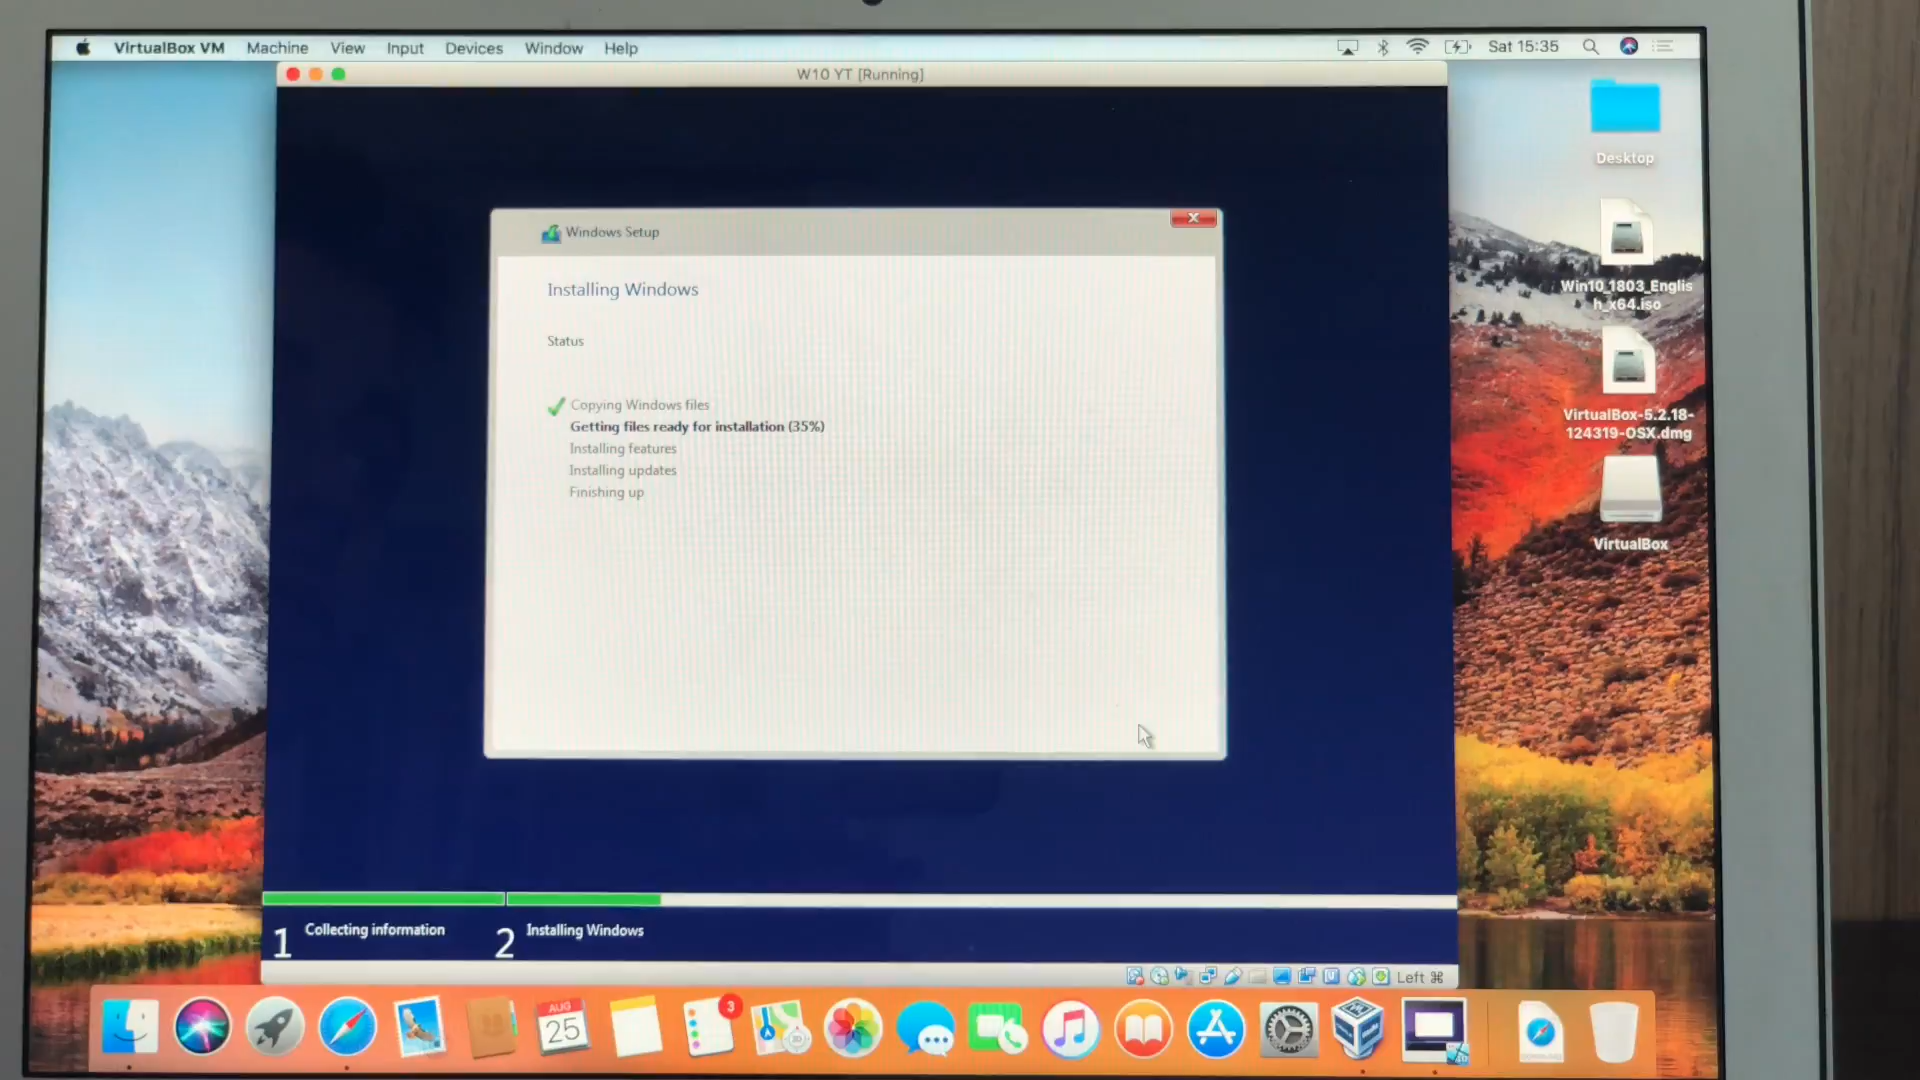 VirtualBox VM Machine View Input Devices Window Help Sat 15:35
W10 YT [Running]
Desktop
Win10_1803_Englis
h_x64.iso
VirtualBox-5.2.18-
124319-OSX.dmg
VirtualBox
Windows Setup
Installing Windows
Status
Copying Windows files
Getting files ready for installation (35%)
Installing features
Installing updates
Finishing up
1 Collecting information 2 Installing Windows
Left ⌘
3
AUG
25
3D